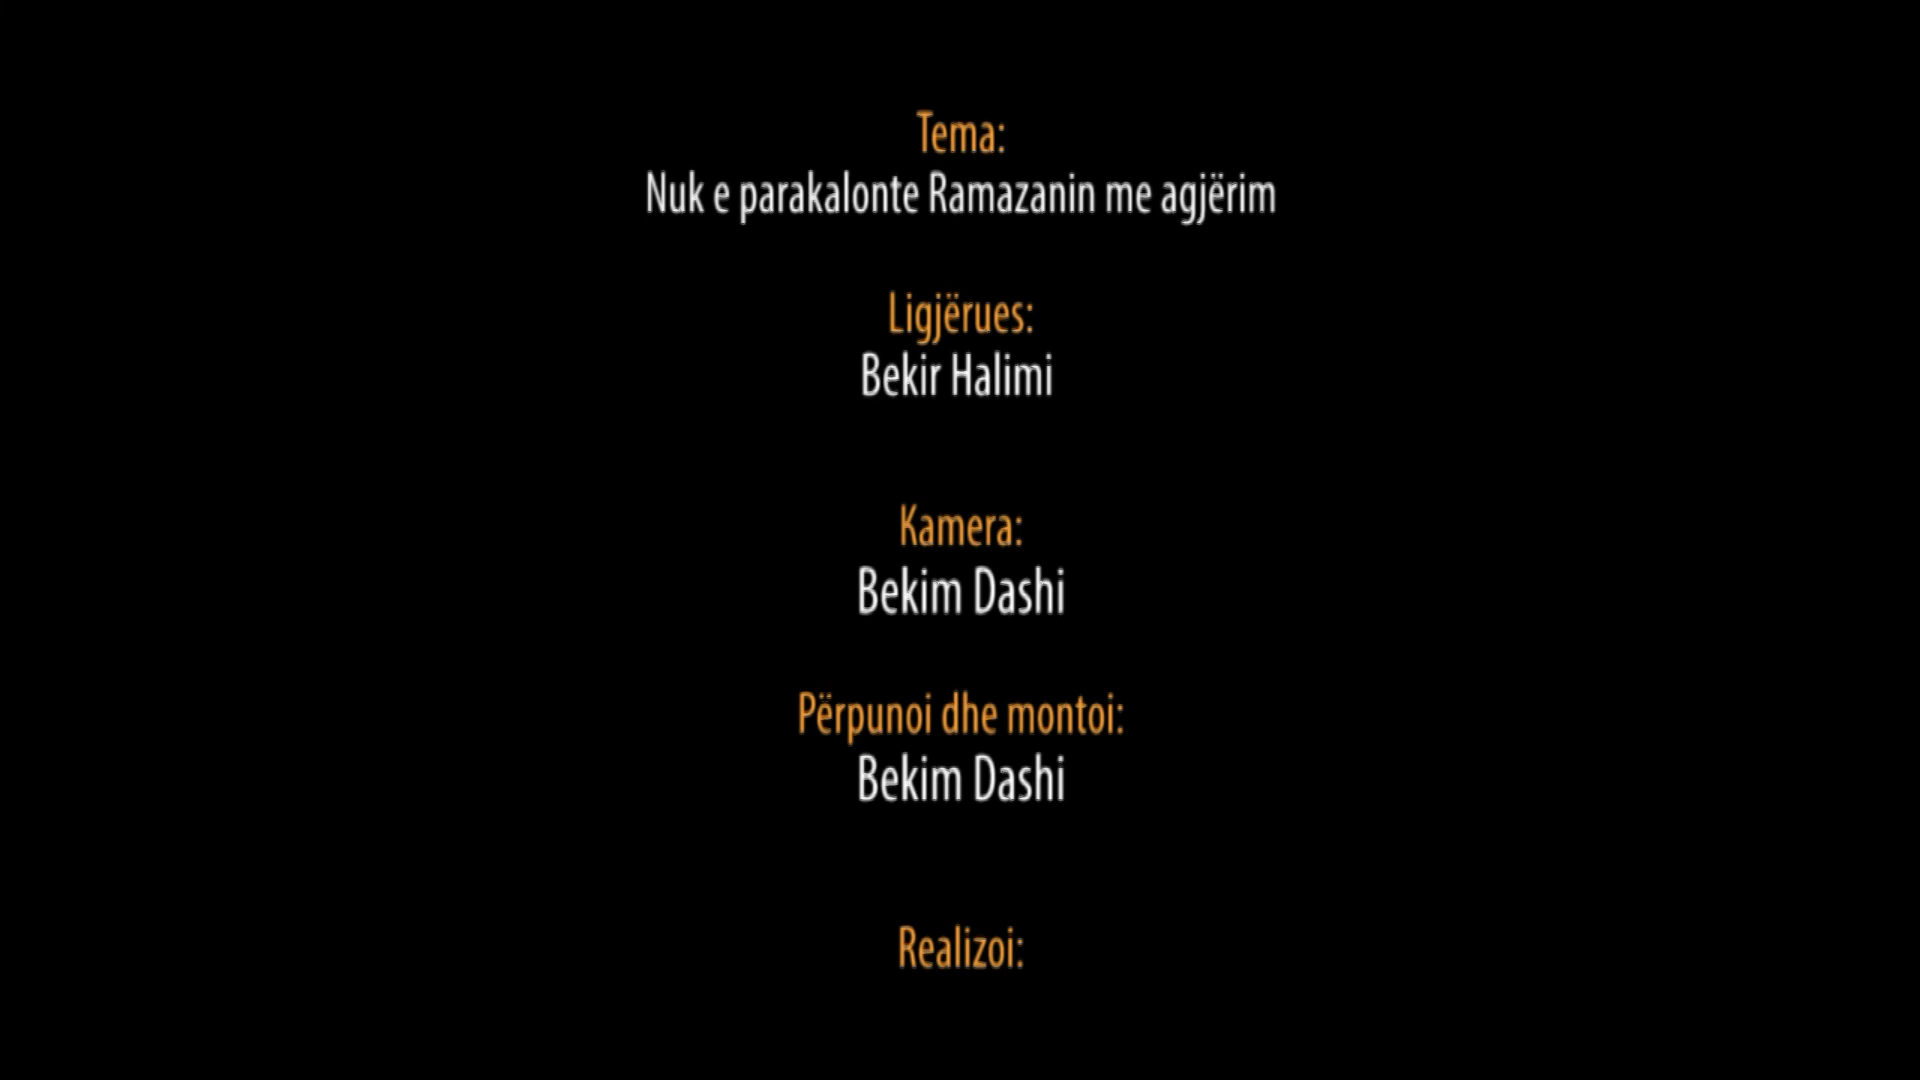 Tema:
Nuk e parakalonte Ramazanin me agjërim
Ligjërues:
Bekir Halimi
Kamera:
Bekim Dashi
Përpunoi dhe montoi:
Bekim Dashi
Realizoi: